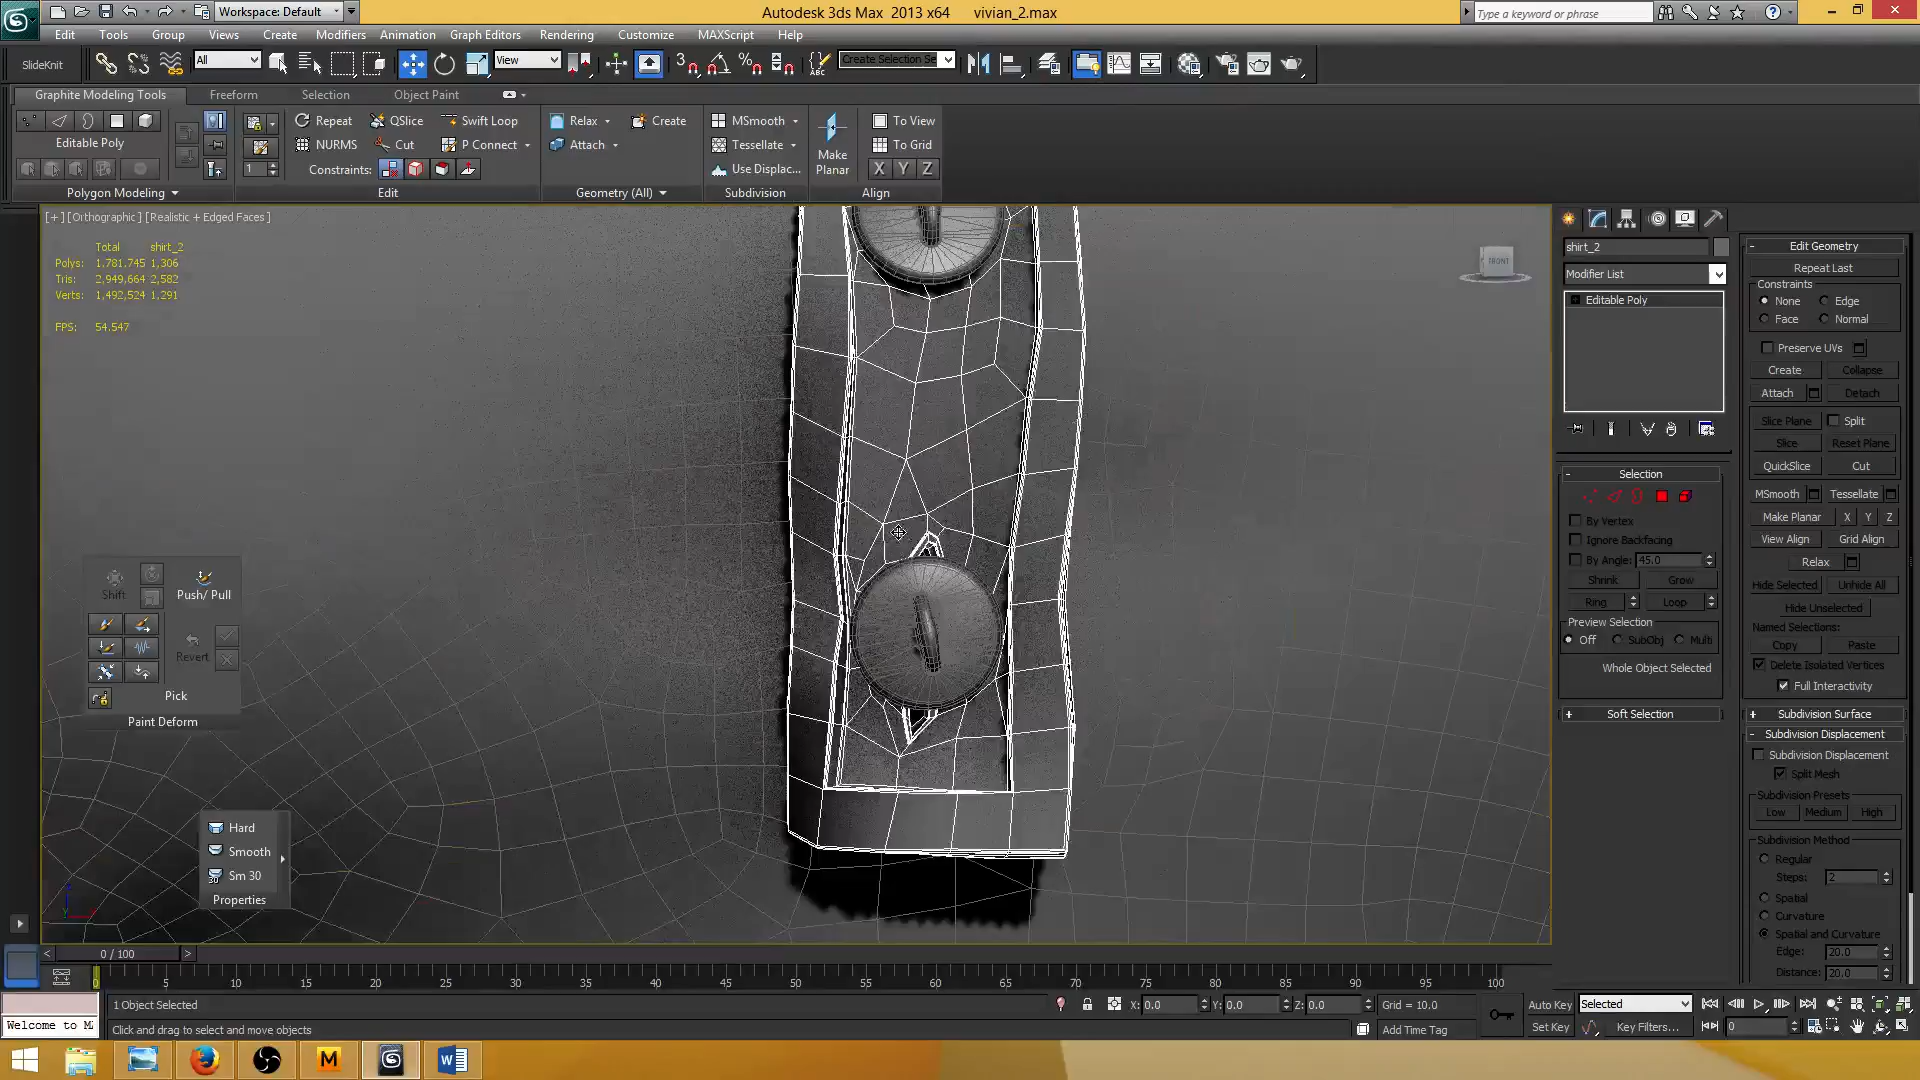 Workspace: Default
Autodesk 3ds Max 2013 x64 vivian_2.max
Type a keyword or phrase
Edit Tools Group Views Create Modifiers Animation Graph Editors Rendering Customize MAXScript Help
SlideKnit
All
View
Create Selection Se
Graphite Modeling Tools Freeform Selection Object Paint
Repeat QSlice Swift Loop Relax Create MSmooth To View
Editable Poly NURMS Cut P Connect Attach Tessellate Make Planar To Grid
1 Constraints: Use Displac... X Y Z
Polygon Modeling Edit Geometry (All) Subdivision Align
[+] [Orthographic] [Realistic + Edged Faces]
Total shirt_2
Polys: 1,781,745 1,306
Tris: 2,949,664 2,582
Verts: 1,492,524 1,291
FPS: 54.547
FRONT
Shift Push/ Pull
Revert
Pick
Paint Deform
Hard
Smooth
Sm 30
Properties
shirt_2
Modifier List
Editable Poly
Selection
By Vertex
Ignore Backfacing
By Angle: 45.0
Shrink Grow
Ring Loop
Preview Selection
Off SubObj Multi
Whole Object Selected
Soft Selection
Edit Geometry
Repeat Last
Constraints
None Edge
Face Normal
Preserve UVs
Create Collapse
Attach Detach
Slice Plane Split
Slice Reset Plane
QuickSlice Cut
MSmooth Tessellate
Make Planar X Y Z
View Align Grid Align
Relax
Hide Selected Unhide All
Hide Unselected
Named Selections:
Copy Paste
Delete Isolated Vertices
Full Interactivity
Subdivision Surface
Subdivision Displacement
Subdivision Displacement
Split Mesh
Subdivision Presets
Low Medium High
Subdivision Method
Regular
Steps: 2
Spatial
Curvature
Spatial and Curvature
Edge: 20.0
Distance: 20.0
0 / 100
0 5 10 15 20 25 30 35 40 45 50 55 60 65 70 75 80 85 90 95 100
1 Object Selected X: 0.0 Y: 0.0 Z: 0.0 Grid = 10.0 Auto Key Selected
Welcome to M Click and drag to select and move objects Add Time Tag Set Key Key Filters... 0